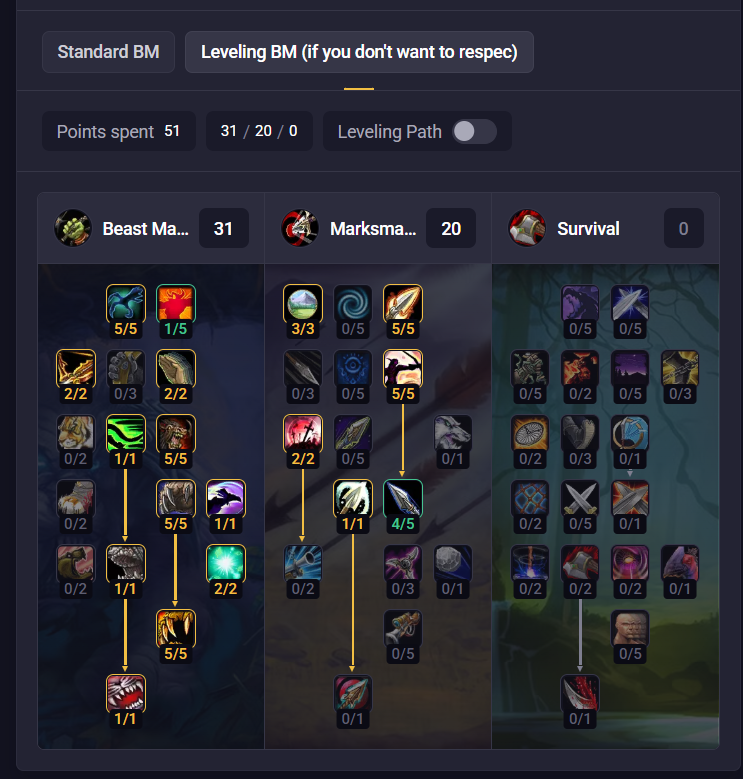 Standard BM Leveling BM (if you don't want to respec)
Points spent 51 31 / 20 / 0 Leveling Path
Beast Ma... 31 Marksma... 20 Survival 0
5/5 1/5 3/3 0/5 5/5 0/5 0/5
2/2 0/3 2/2 0/3 0/5 5/5 0/5 0/2 0/5 0/3
0/2 1/1 5/5 2/2 0/5 0/1 0/2 0/3 0/1
0/2 5/5 1/1 1/1 4/5 0/2 0/5 0/1
0/2 1/1 2/2 0/2 0/3 0/1 0/2 0/2 0/2 0/1
5/5 0/5 0/5
1/1 0/1 0/1